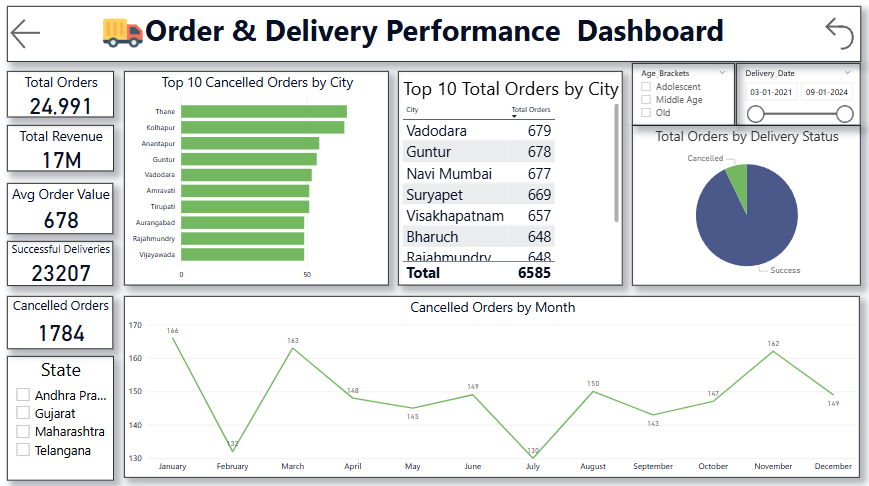 Order & Delivery Performance Dashboard
Total Orders
24,991
Total Revenue
17M
Avg Order Value
678
Successful Deliveries
23207
Cancelled Orders
1784
State
Andhra Pra...
Gujarat
Maharashtra
Telangana
Top 10 Cancelled Orders by City
Thane
Kolhapur
Anantapur
Guntur
Vadodara
Amravati
Tirupati
Aurangabad
Rajahmundry
Vijayawada
0 50
Top 10 Total Orders by City
City Total Orders
Vadodara 679
Guntur 678
Navi Mumbai 677
Suryapet 669
Visakhapatnam 657
Bharuch 648
Rajahmundry 648
Total 6585
Age_Brackets
Adolescent
Middle Age
Old
Delivery_Date
03-01-2021 09-01-2024
Total Orders by Delivery Status
Cancelled
Success
Cancelled Orders by Month
170
160
150
140
130
166
132
163
148
145
149
130
150
143
147
162
149
January February March April May June July August September October November December